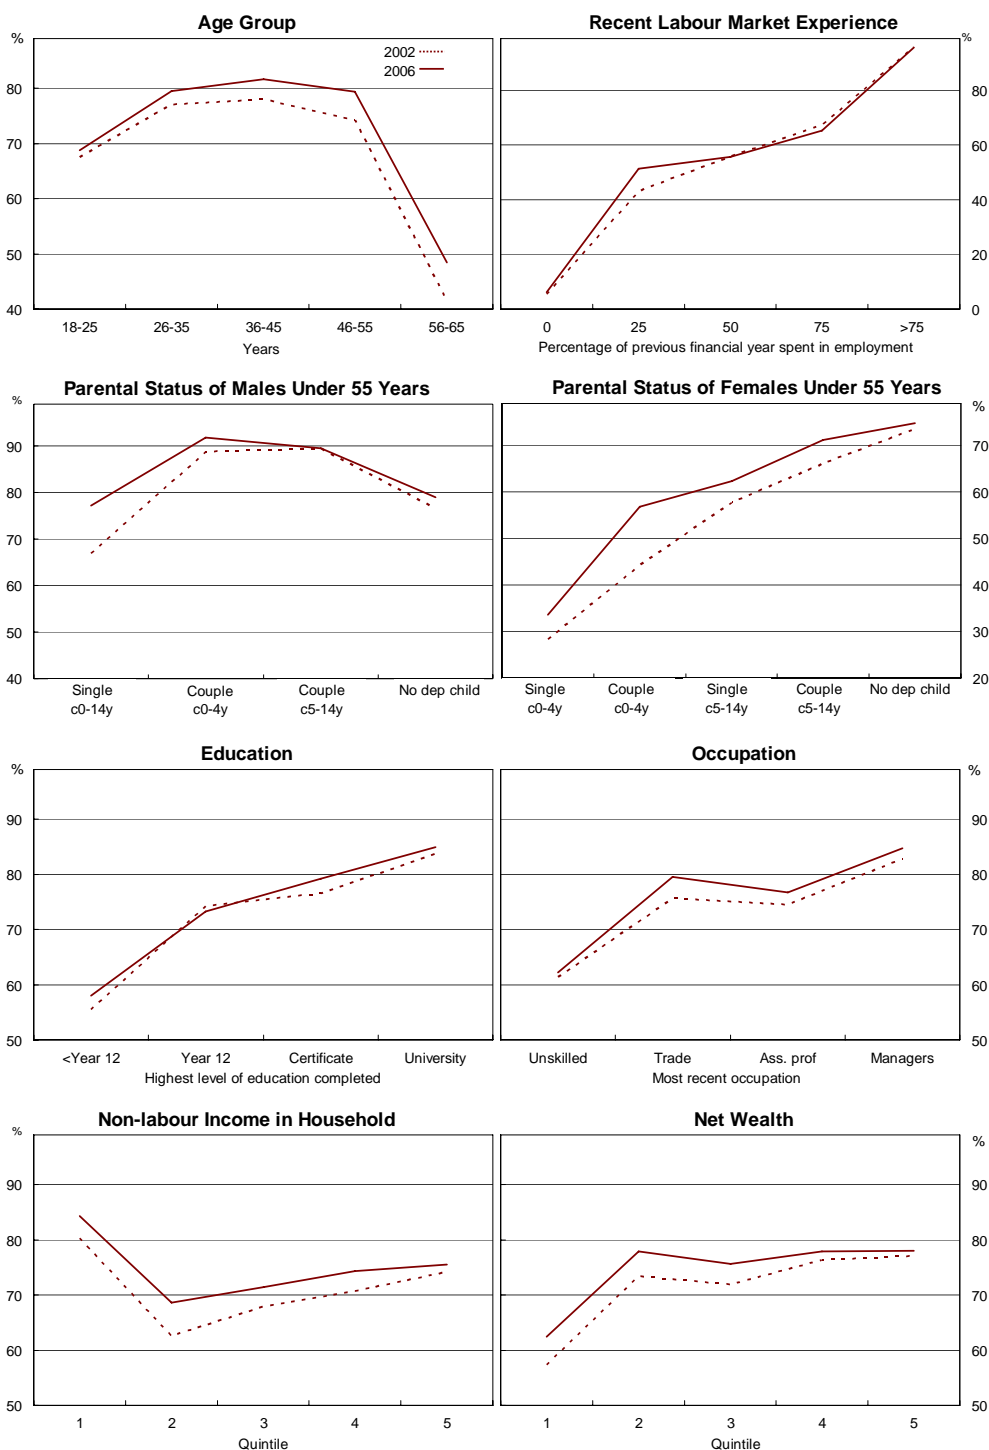 Age Group
%
2002
2006
80
70
60
50
40
18-25 26-35 36-45 46-55 56-65
Years
Recent Labour Market Experience
%
80
60
40
20
0
0 25 50 75 >75
Percentage of previous financial year spent in employment
Parental Status of Males Under 55 Years
%
90
80
70
60
50
40
Single Couple Couple No dep child
c0-14y c0-4y c5-14y
Parental Status of Females Under 55 Years
%
70
60
50
40
30
20
Single Couple Single Couple No dep child
c0-4y c0-4y c5-14y c5-14y
Education
%
90
80
70
60
50
<Year 12 Year 12 Certificate University
Highest level of education completed
Occupation
%
90
80
70
60
50
Unskilled Trade Ass. prof Managers
Most recent occupation
Non-labour Income in Household
%
90
80
70
60
50
1 2 3 4 5
Quintile
Net Wealth
%
90
80
70
60
50
1 2 3 4 5
Quintile